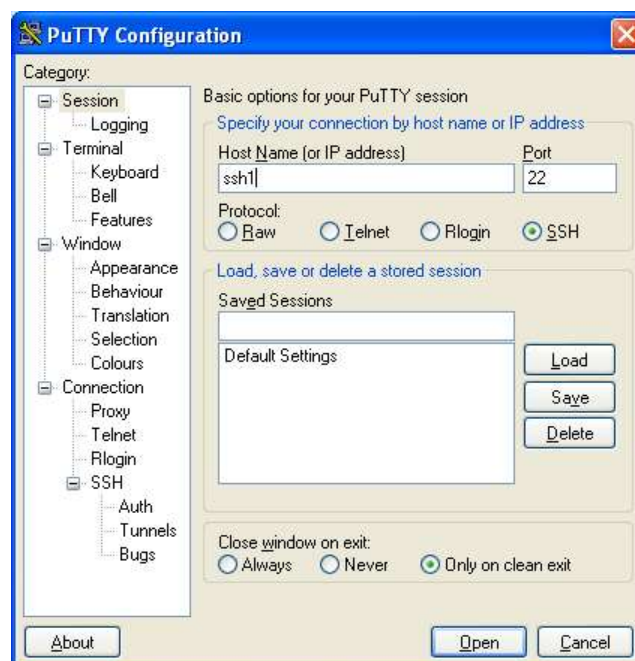 PuTTY Configuration
Category:
Session
Logging
Terminal
Keyboard
Bell
Features
Window
Appearance
Behaviour
Translation
Selection
Colours
Connection
Proxy
Telnet
Rlogin
SSH
Auth
Tunnels
Bugs
Basic options for your PuTTY session
Specify your connection by host name or IP address
Host Name (or IP address) Port
ssh1 22
Protocol:
Raw Telnet Rlogin SSH
Load, save or delete a stored session
Saved Sessions
Default Settings
Load
Save
Delete
Close window on exit:
Always Never Only on clean exit
About Open Cancel